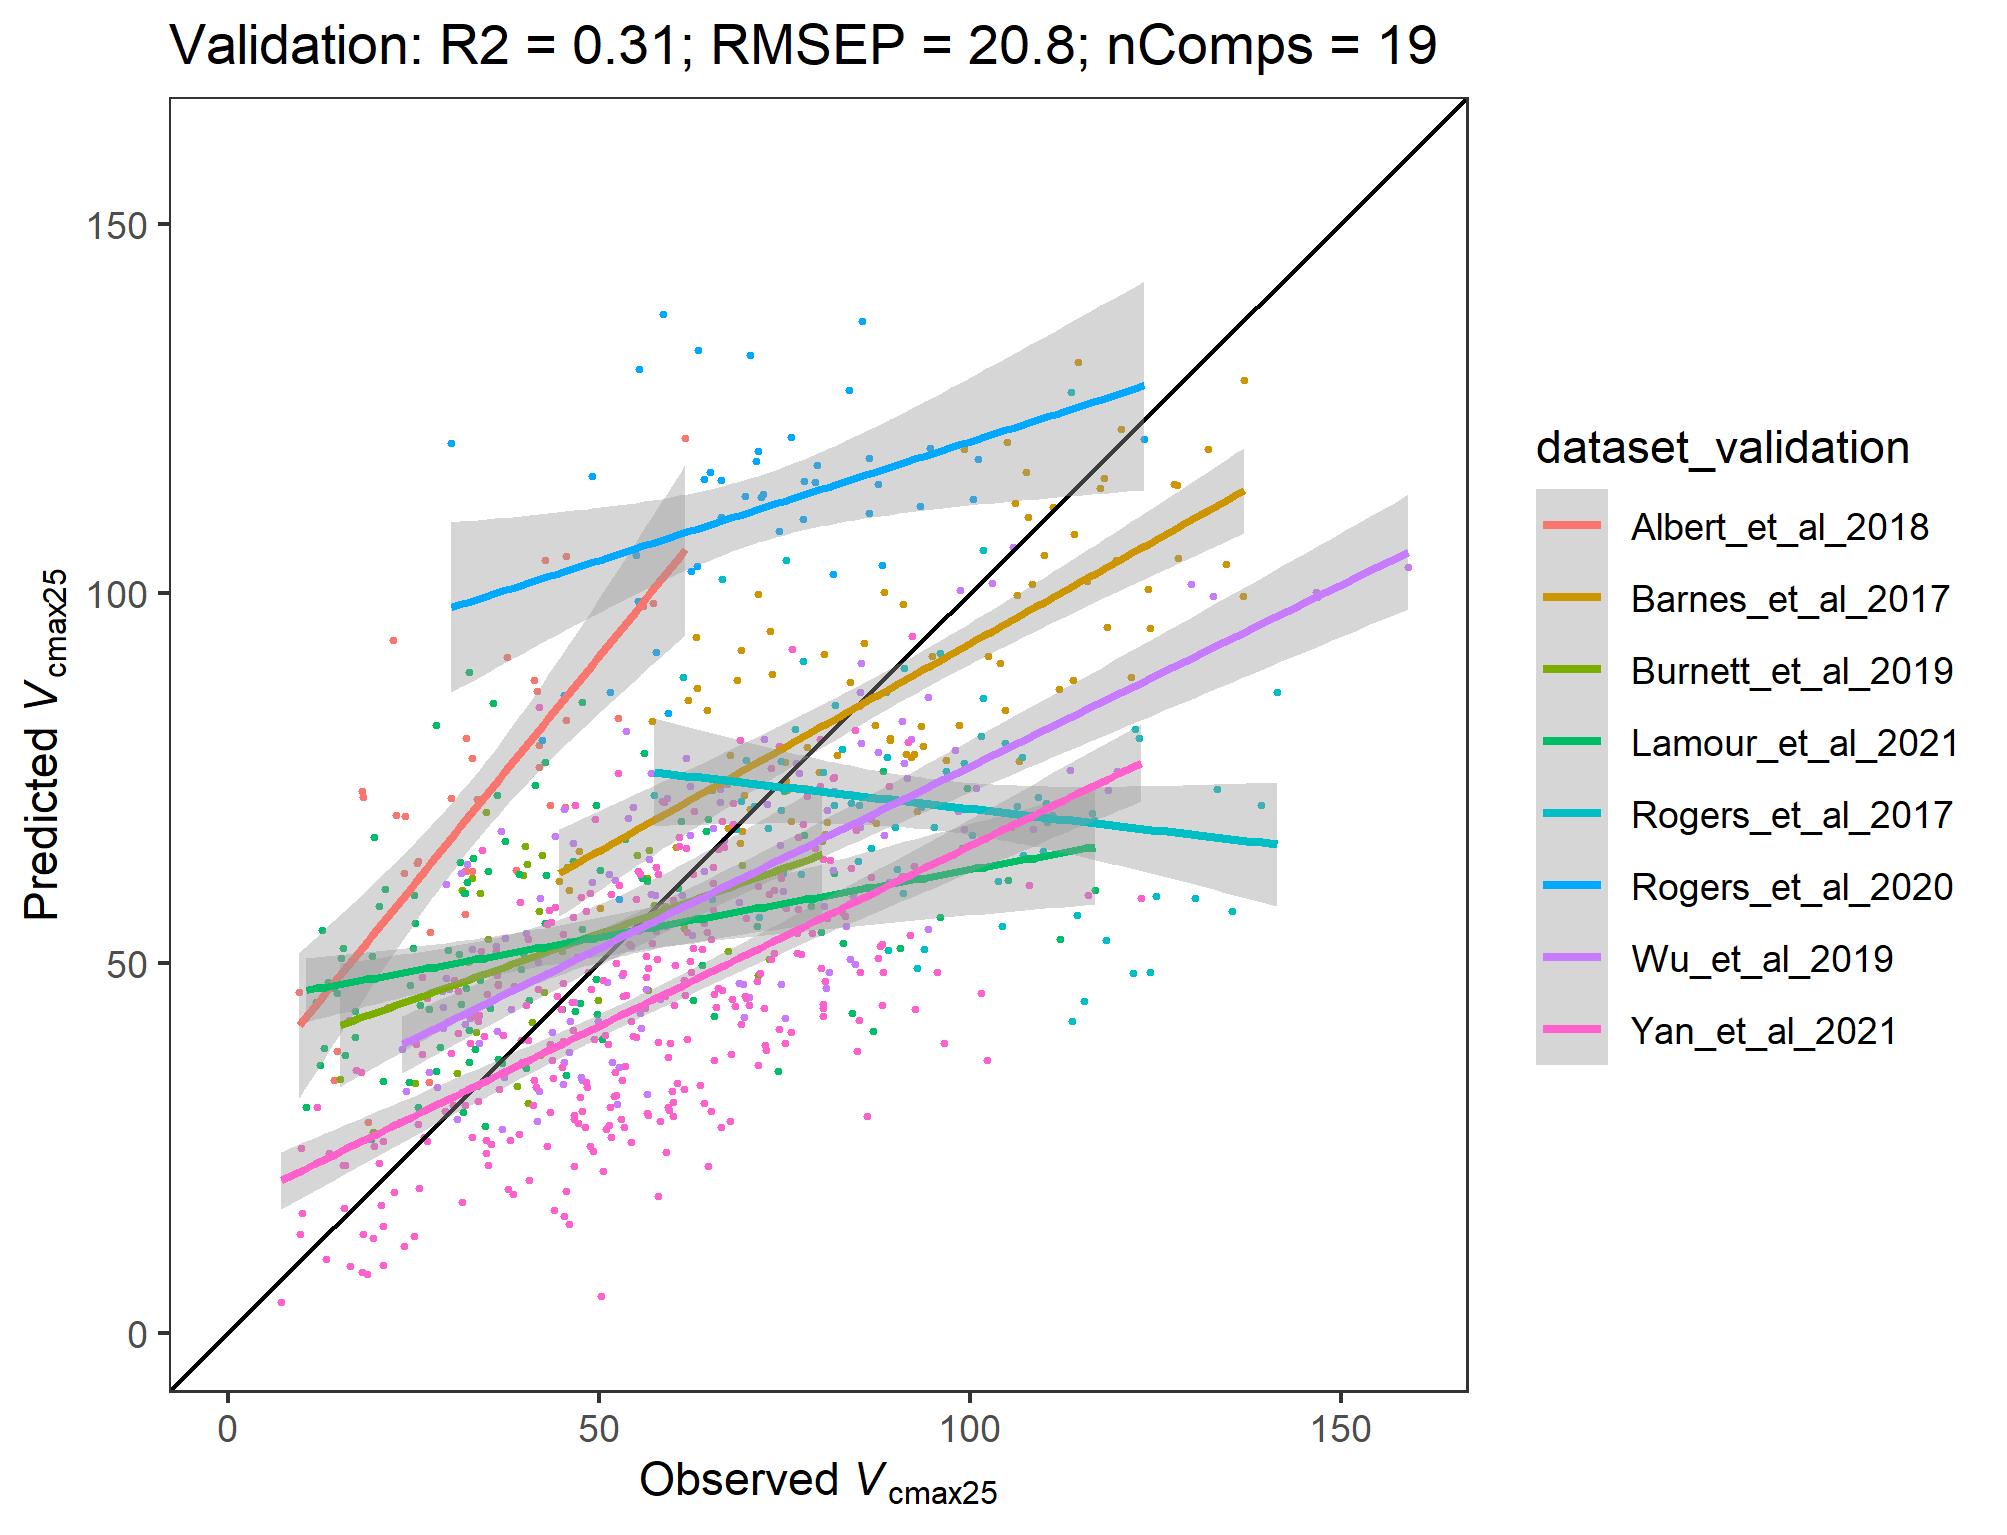 Validation: R2 = 0.31; RMSEP = 20.8; nComps = 19
150
100
50
0
Predicted Vcmax25
0 50 100 150
Observed Vcmax25
dataset_validation
Albert_et_al_2018
Barnes_et_al_2017
Burnett_et_al_2019
Lamour_et_al_2021
Rogers_et_al_2017
Rogers_et_al_2020
Wu_et_al_2019
Yan_et_al_2021